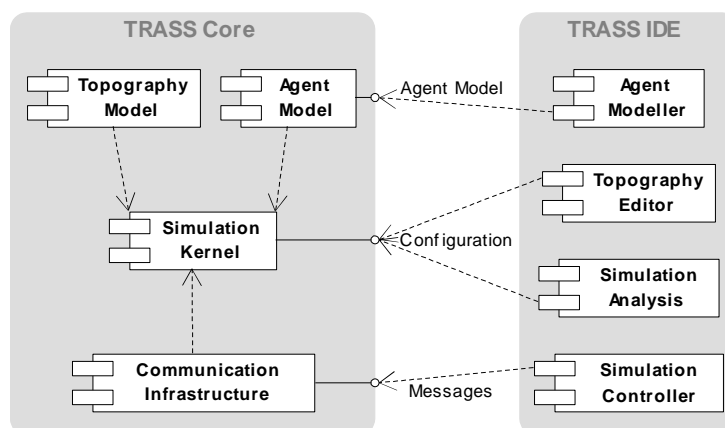 TRASS Core
TRASS IDE
Topography
Model
Agent
Model
Agent Model
Agent
Modeller
Topography
Editor
Simulation
Kernel
Configuration
Simulation
Analysis
Communication
Infrastructure
Messages
Simulation
Controller